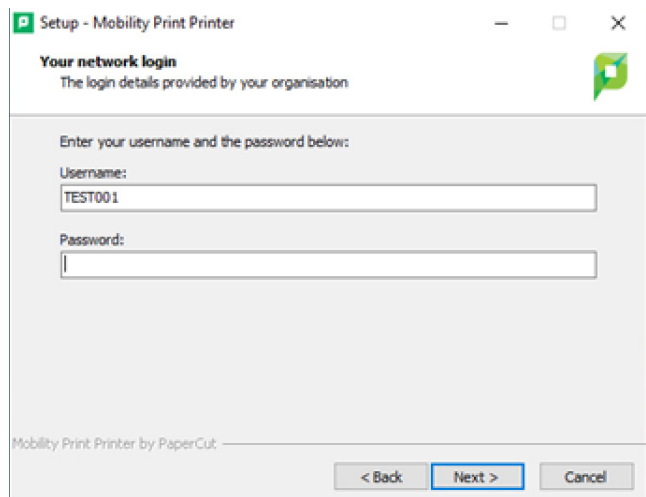 Setup - Mobility Print Printer
Your network login
The login details provided by your organisation
Enter your username and the password below:
Username:
TEST001
Password:
Mobility Print Printer by PaperCut
< Back Next > Cancel